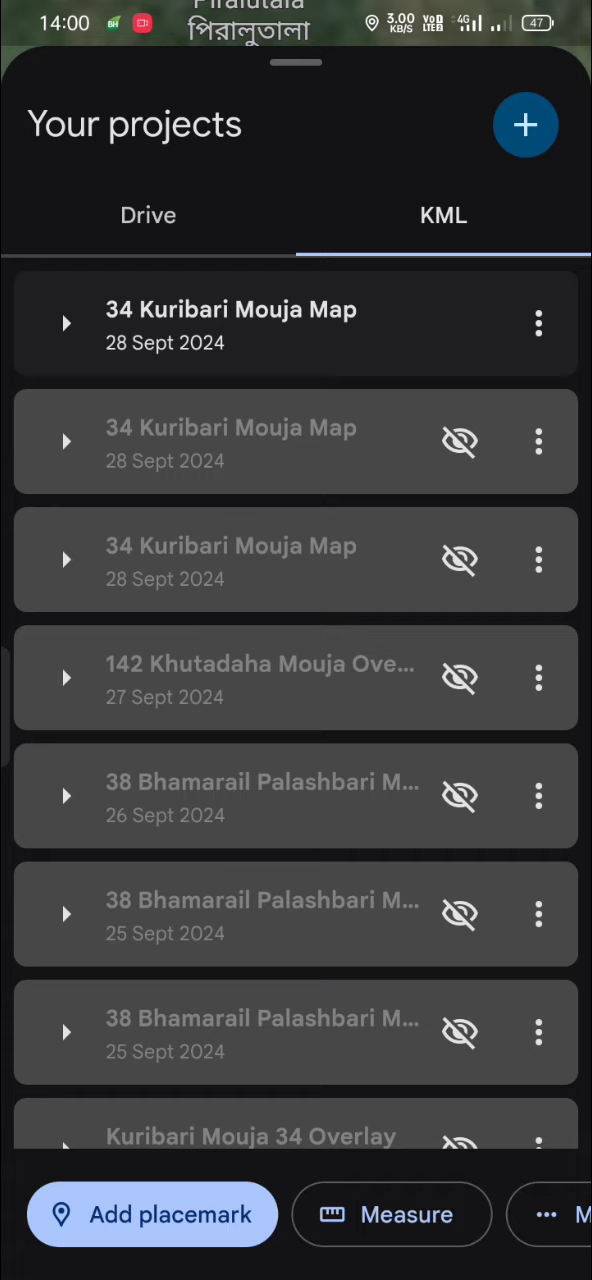 14:00
BH
3.00
KB/S
4G
47
Piralutala
পিরালুতালা
Your projects
Drive
KML
34 Kuribari Mouja Map
28 Sept 2024
34 Kuribari Mouja Map
28 Sept 2024
34 Kuribari Mouja Map
28 Sept 2024
142 Khutadaha Mouja Ove...
27 Sept 2024
38 Bhamarail Palashbari M...
26 Sept 2024
38 Bhamarail Palashbari M...
25 Sept 2024
38 Bhamarail Palashbari M...
25 Sept 2024
Kuribari Mouja 34 Overlay
Add placemark
Measure
M